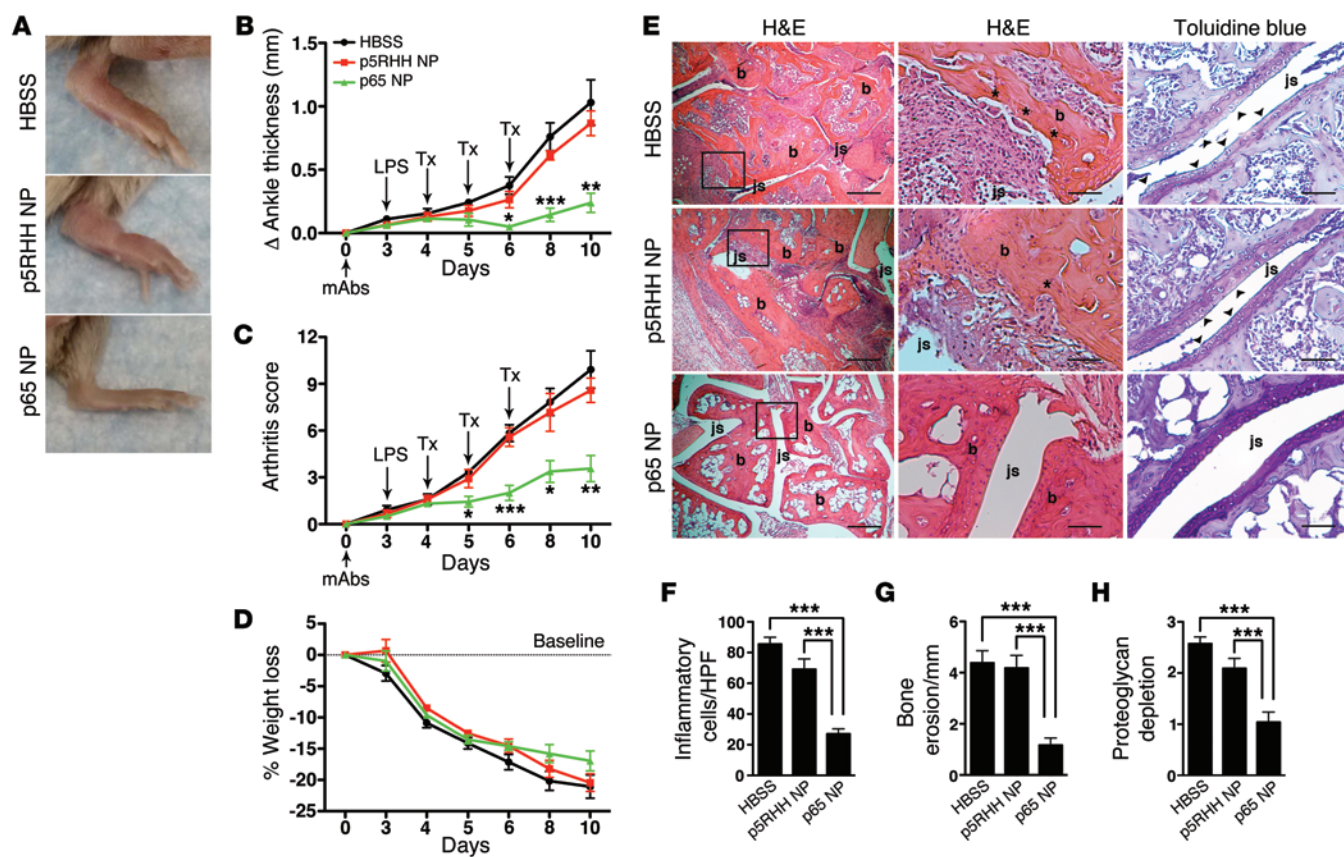 A
HBSS
p5RHH NP
p65 NP
B
HBSS
p5RHH NP
p65 NP
Δ Ankle thickness (mm)
1.5
1.0
0.5
0.0
LPS
Tx
Tx
Tx
*
***
**
0 3 4 5 6 8 10
Days
mAbs
C
Arthritis score
12
9
6
3
0
LPS
Tx
Tx
Tx
*
***
*
**
0 3 4 5 6 8 10
Days
mAbs
D
Baseline
% Weight loss
5
0
-5
-10
-15
-20
-25
0 3 4 5 6 8 10
Days
E
H&E H&E Toluidine blue
HBSS
b
b
b
js
js
*
*
b
*
js
js
p5RHH NP
b
b
js
js
b
*
js
js
p65 NP
js
b
b
js
b
b
js
b
js
F
Inflammatory
cells/HPF
100
80
60
40
20
0
***
***
HBSS
p5RHH NP
p65 NP
G
Bone
erosion/mm
6
4
2
0
***
***
HBSS
p5RHH NP
p65 NP
H
Proteoglycan
depletion
3
2
1
0
***
***
HBSS
p5RHH NP
p65 NP